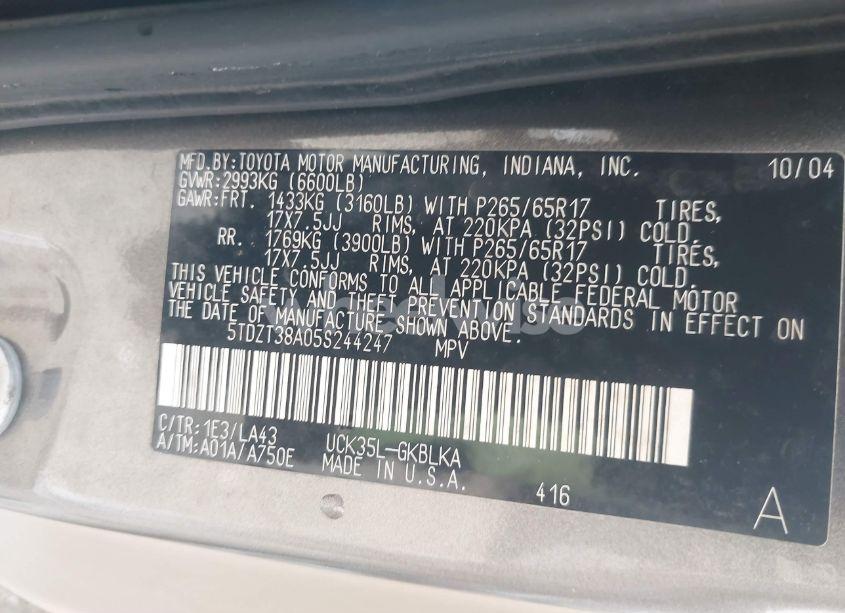 MFD. BY: TOYOTA MOTOR MANUFACTURING, INDIANA, INC. 10/04
GVWR: 2993KG (6600LB)
GAWR: FRT. 1433KG (3160LB) WITH P265/65R17 TIRES,
17X7.5JJ RIMS, AT 220KPA (32PSI) COLD.
RR. 1769KG (3900LB) WITH P265/65R17 TIRES,
17X7.5JJ RIMS, AT 220KPA (32PSI) COLD.
THIS VEHICLE CONFORMS TO ALL APPLICABLE FEDERAL MOTOR
VEHICLE SAFETY AND THEFT PREVENTION STANDARDS IN EFFECT ON
THE DATE OF MANUFACTURE SHOWN ABOVE.
5TDZT38A05S244247 MPV
C/TR: 1E3/LA43 UCK35L-GKBLKA
A/TM: A01A/A750E MADE IN U.S.A.
416 A